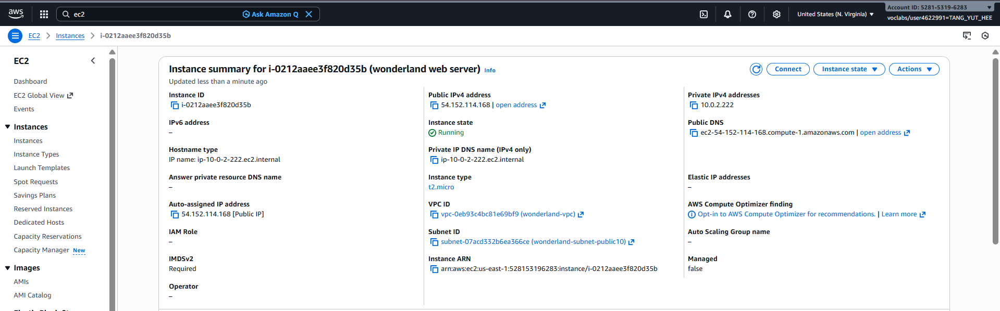 aws
ec2
Ask Amazon Q
United States (N. Virginia)
Account ID: 5281-5319-6283
voclabs/user4622991=TANG_YUT_HEE
EC2
Instances
i-0212aaee3f820d35b
EC2
Dashboard
EC2 Global View
Events
Instances
Instances
Instance Types
Launch Templates
Spot Requests
Savings Plans
Reserved Instances
Dedicated Hosts
Capacity Reservations
Capacity Manager New
Images
AMIs
AMI Catalog
Instance summary for i-0212aaee3f820d35b (wonderland web server) Info
Updated less than a minute ago
Connect
Instance state
Actions
Instance ID
i-0212aaee3f820d35b
Public IPv4 address
54.152.114.168 | open address
Private IPv4 addresses
10.0.2.222
IPv6 address
–
Instance state
Running
Public DNS
ec2-54-152-114-168.compute-1.amazonaws.com | open address
Hostname type
IP name: ip-10-0-2-222.ec2.internal
Private IP DNS name (IPv4 only)
ip-10-0-2-222.ec2.internal
Answer private resource DNS name
–
Instance type
t2.micro
Elastic IP addresses
–
Auto-assigned IP address
54.152.114.168 [Public IP]
VPC ID
vpc-0eb93c4bc81e69bf9 (wonderland-vpc)
AWS Compute Optimizer finding
Opt-in to AWS Compute Optimizer for recommendations. | Learn more
IAM Role
–
Subnet ID
subnet-07acd332b6ea366ce (wonderland-subnet-public10)
Auto Scaling Group name
–
IMDSv2
Required
Instance ARN
arn:aws:ec2:us-east-1:528153196283:instance/i-0212aaee3f820d35b
Managed
false
Operator
–